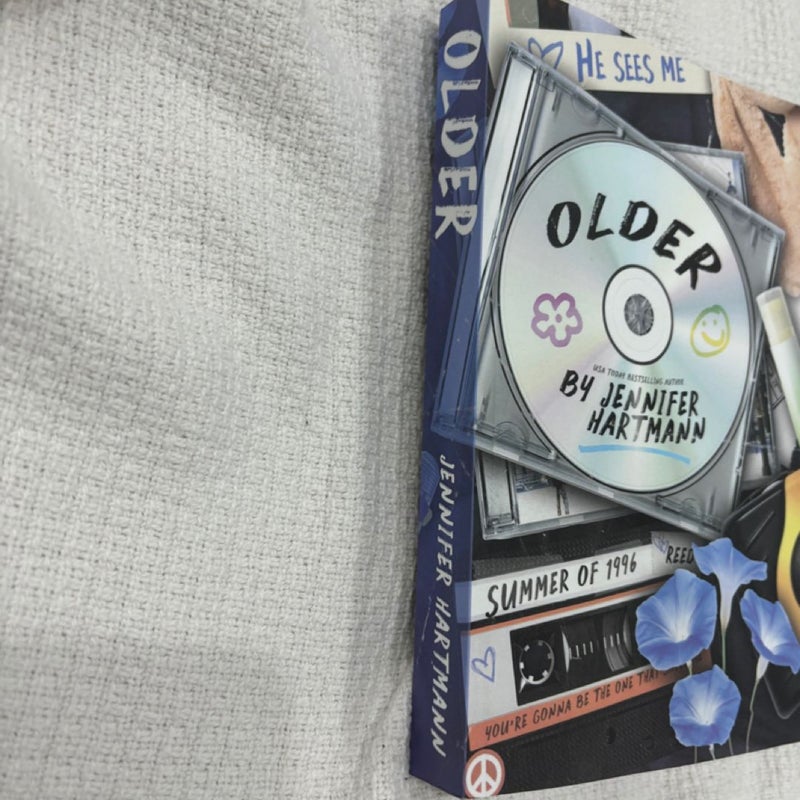 OLDER
JENNIFER HARTMANN
HE SEES ME
OLDER
USA TODAY BESTSELLING AUTHOR
BY JENNIFER
HARTMANN
REED
SUMMER OF 1996
YOU'RE GONNA BE THE ONE THAT